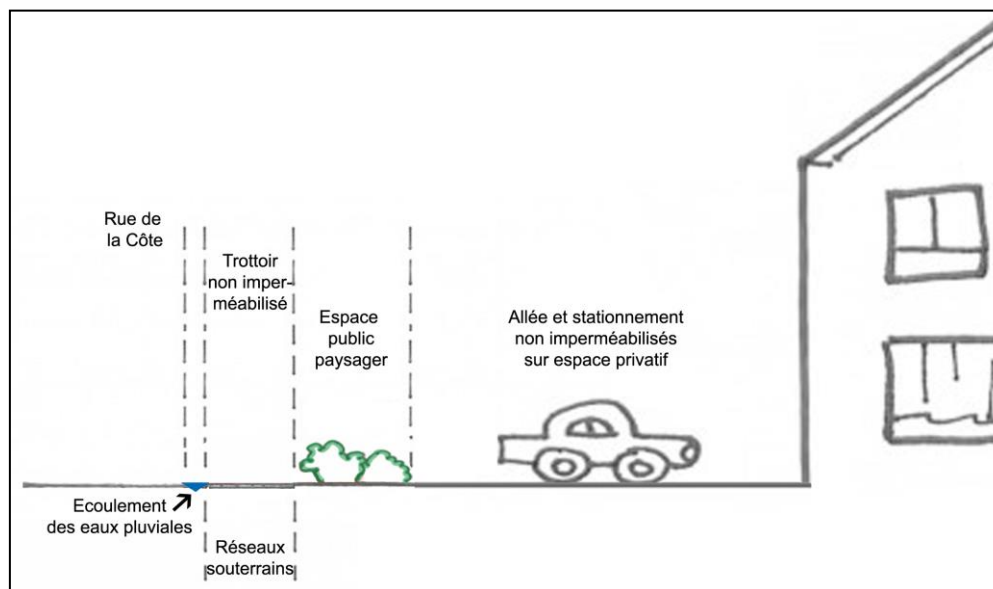 Rue de
la Côte
Trottoir
non imper-
méabilisé
Espace
public
paysager
Allée et stationnement
non imperméabilisés
sur espace privatif
Ecoulement
des eaux pluviales
Réseaux
souterrains